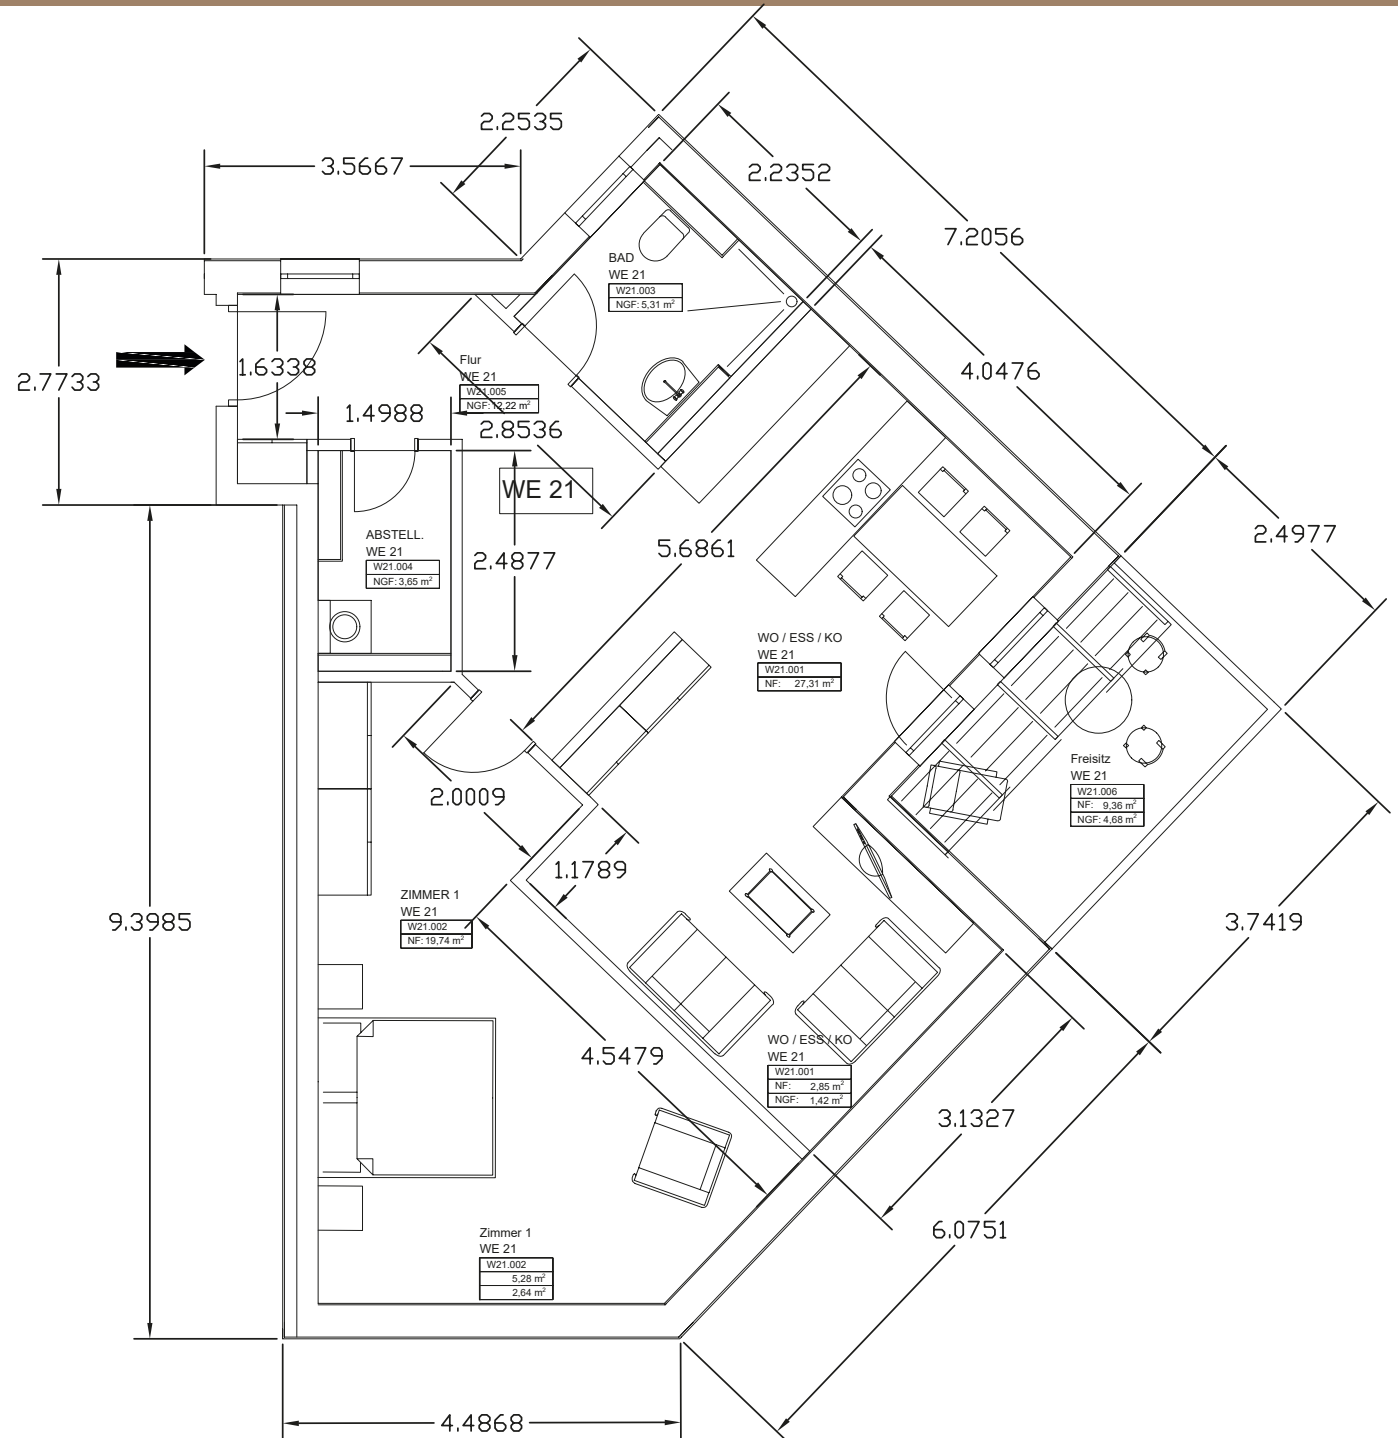 2.2535
3.5667
2.2352
7.2056
BAD
WE 21
W21.003
NGF: 5,31 m²
2.7733
1.6338
Flur
WE 21
W21.005
NGF: 12,22 m²
4.0476
1.4988
2.8536
WE 21
2.4977
5.6861
2.4877
ABSTELL.
WE 21
W21.004
NGF: 3,65 m²
WO / ESS / KO
WE 21
W21.001
NF: 27,31 m²
Freisitz
WE 21
W21.006
NF: 9,36 m²
NGF: 4,68 m²
2.0009
1.1789
9.3985
ZIMMER 1
WE 21
W21.002
NF: 19,74 m²
3.7419
4.5479
WO / ESS / KO
WE 21
W21.001
NF: 2,85 m²
NGF: 1,42 m²
3.1327
6.0751
Zimmer 1
WE 21
W21.002
5,28 m²
2,64 m²
4.4868